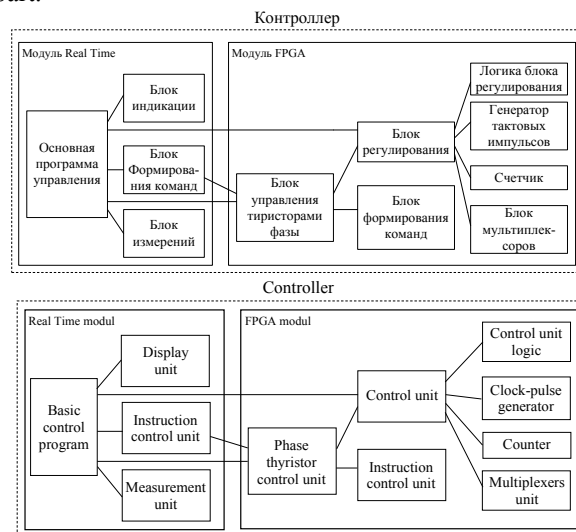 part.
Контроллер
Модуль Real Time
Модуль FPGA
Блок
индикации
Основная
программа
управления
Блок
Формирова-
ния команд
Блок
измерений
Блок
управления
тиристорами
фазы
Блок
регулирования
Блок
формирования
команд
Логика блока
регулирования
Генератор
тактовых
импульсов
Счетчик
Блок
мультиплек-
соров
Controller
Real Time modul
FPGA modul
Display
unit
Basic
control
program
Instruction
control unit
Measurement
unit
Phase
thyristor
control unit
Control unit
Instruction
control unit
Control unit
logic
Clock-pulse
generator
Counter
Multiplexers
unit